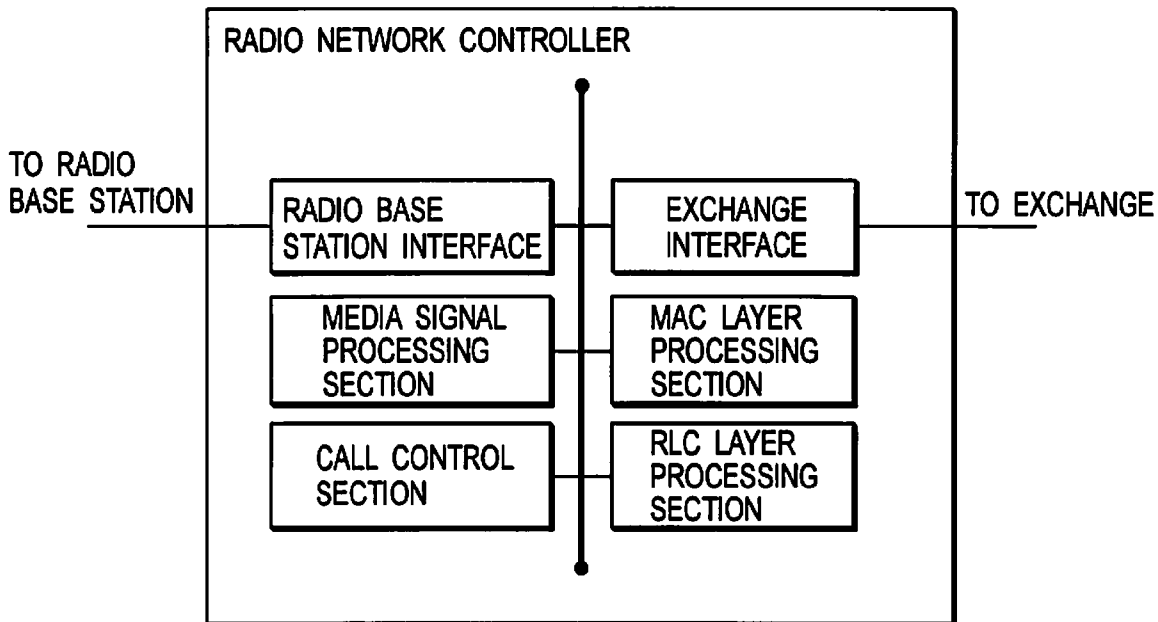 RADIO NETWORK CONTROLLER
TO RADIO
BASE STATION
RADIO BASE
STATION INTERFACE
EXCHANGE
INTERFACE
TO EXCHANGE
MEDIA SIGNAL
PROCESSING
SECTION
MAC LAYER
PROCESSING
SECTION
CALL CONTROL
SECTION
RLC LAYER
PROCESSING
SECTION